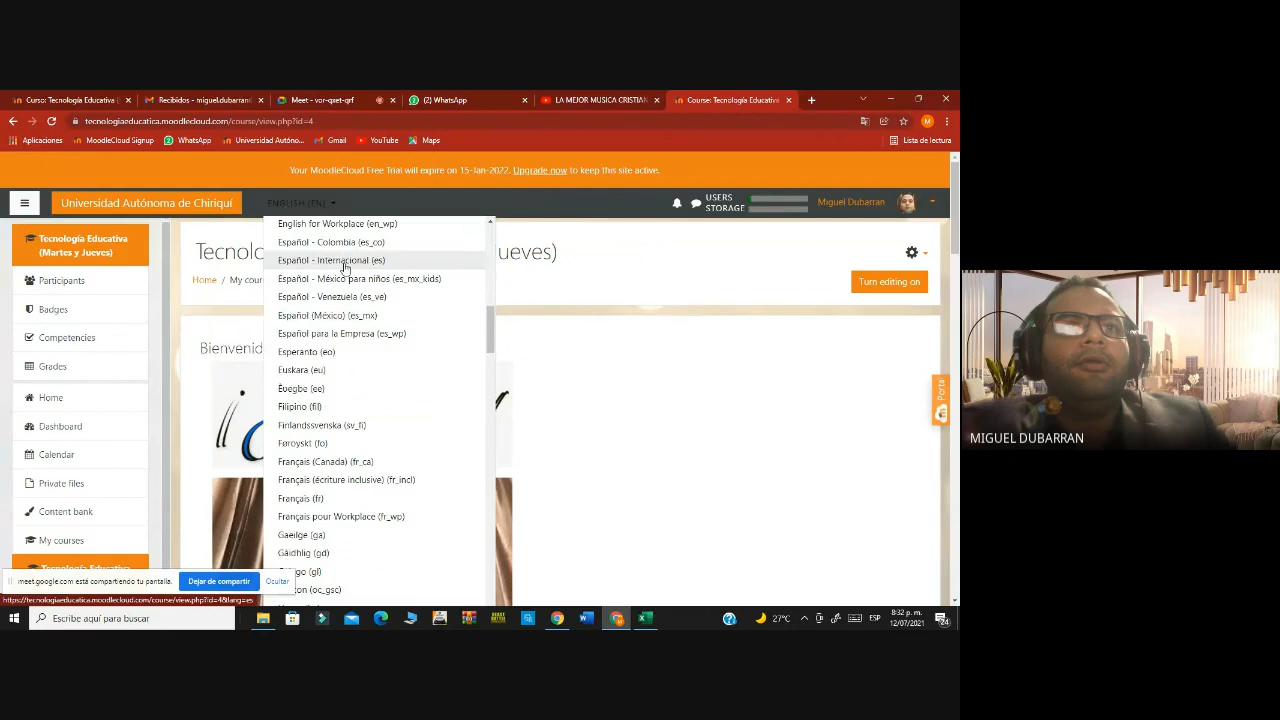 Curso: Tecnología Educativa (
Recibidos - miguel.dubarran
Meet - vor-qxet-qrf
(2) WhatsApp
LA MEJOR MUSICA CRISTIAN
Course: Tecnología Educativa
tecnologiaeducatica.moodlecloud.com/course/view.php?id=4
Aplicaciones
MoodleCloud Signup
WhatsApp
Universidad Autóno...
Gmail
YouTube
Maps
Lista de lectura
Your MoodleCloud Free Trial will expire on 15-Jan-2022. Upgrade now to keep this site active.
Universidad Autónoma de Chiriquí
ENGLISH (EN)
USERS
STORAGE
Miguel Dubarran
Tecnología Educativa
(Martes y Jueves)
Participants
Badges
Competencies
Grades
Home
Dashboard
Calendar
Private files
Content bank
My courses
Tecnología Educativa
English for Workplace (en_wp)
Español - Colombia (es_co)
Español - Internacional (es)
Español - México para niños (es_mx_kids)
Español - Venezuela (es_ve)
Español (México) (es_mx)
Español para la Empresa (es_wp)
Esperanto (eo)
Euskara (eu)
Èʋegbe (ee)
Filipino (fil)
Finlandssvenska (sv_fi)
Føroyskt (fo)
Français (Canada) (fr_ca)
Français (écriture inclusive) (fr_incl)
Français (fr)
Français pour Workplace (fr_wp)
Gaeilge (ga)
Gàidhlig (gd)
(gl)
(oc_gsc)
Tecnol
ueves)
Home
My cour
Turn editing on
Bienvenid
Portal
meet.google.com está compartiendo tu pantalla.
Dejar de compartir
Ocultar
https://tecnologiaeducatica.moodlecloud.com/course/view.php?id=4&lang=es
Escribe aquí para buscar
27°C
ESP
8:32 p. m.
12/07/2021
24
MIGUEL DUBARRAN